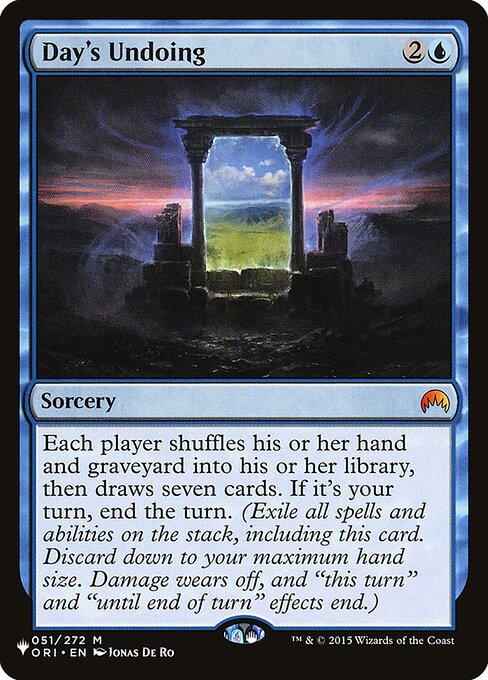 Day's Undoing 2
Sorcery
Each player shuffles his or her hand
and graveyard into his or her library,
then draws seven cards. If it's your
turn, end the turn. (Exile all spells and
abilities on the stack, including this card.
Discard down to your maximum hand
size. Damage wears off, and “this turn”
and “until end of turn” effects end.)
051/272 M
ORI • EN Jonas De Ro
™ & © 2015 Wizards of the Coast